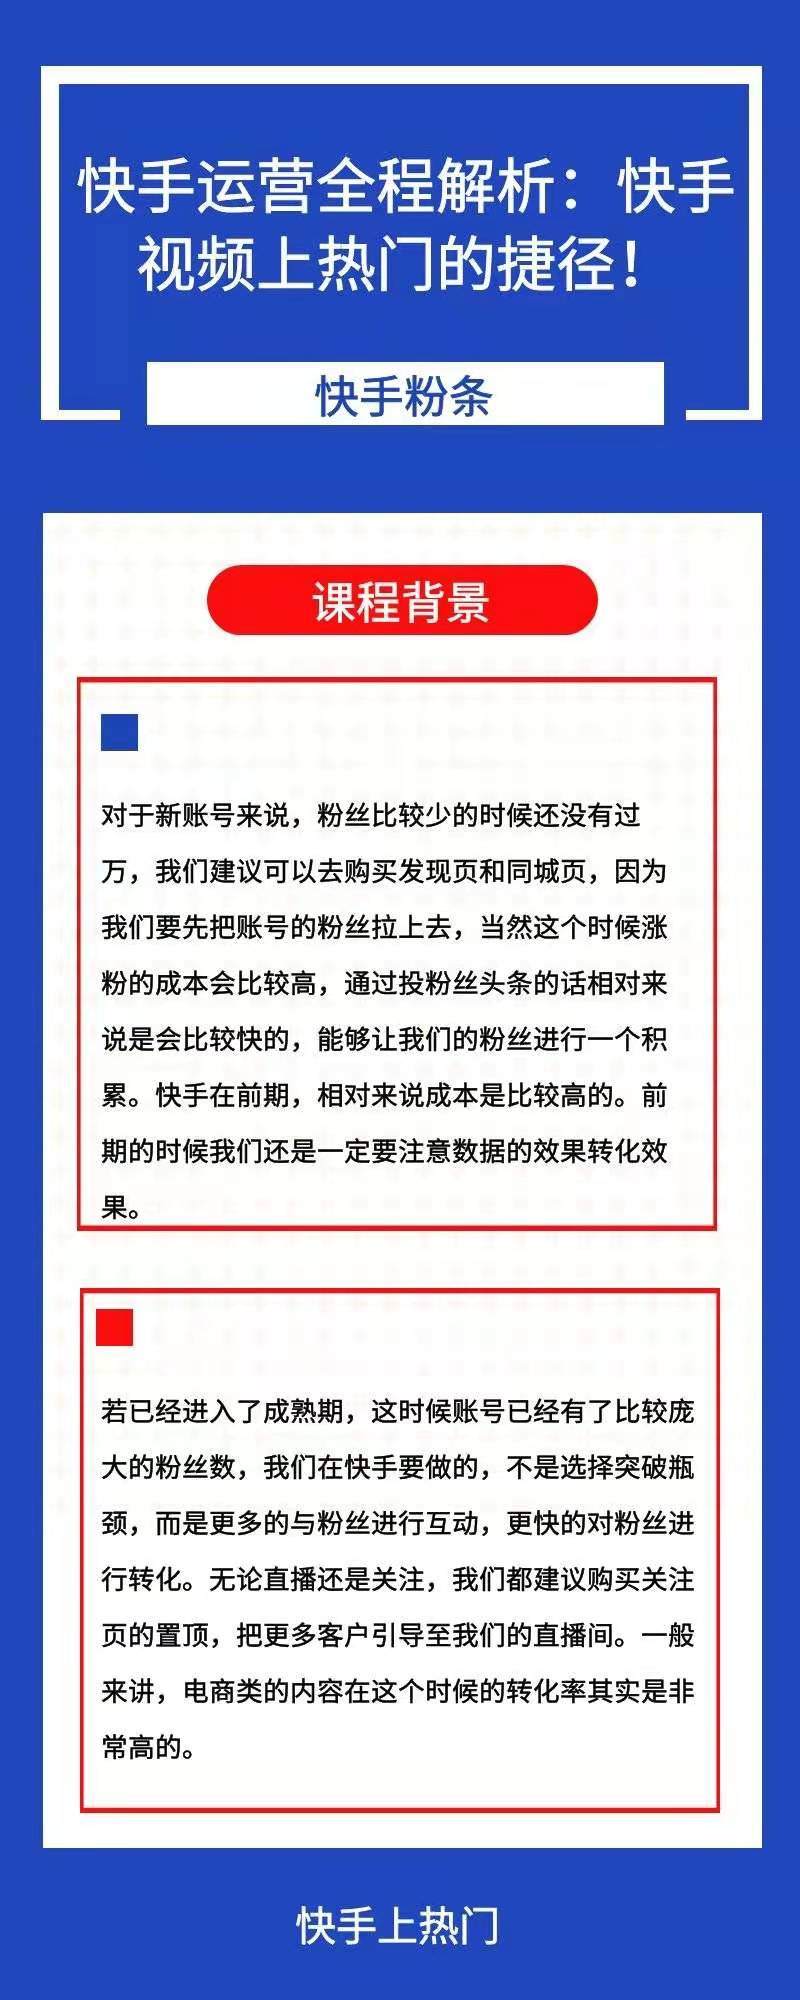 快手运营全程解析：快手
视频上热门的捷径！
快手粉条
课程背景
对于新账号来说，粉丝比较少的时候还没有过
万，我们建议可以去购买发现页和同城页，因为
我们要先把账号的粉丝拉上去，当然这个时候涨
粉的成本会比较高，通过投粉丝头条的话相对来
说是会比较快的，能够让我们的粉丝进行一个积
累。快手在前期，相对来说成本是比较高的。前
期的时候我们还是一定要注意数据的效果转化效
果。
若已经进入了成熟期，这时候账号已经有了比较庞
大的粉丝数，我们在快手要做的，不是选择突破瓶
颈，而是更多的与粉丝进行互动，更快的对粉丝进
行转化。无论直播还是关注，我们都建议购买关注
页的置顶，把更多客户引导至我们的直播间。一般
来讲，电商类的内容在这个时候的转化率其实是非
常高的。
快手上热门